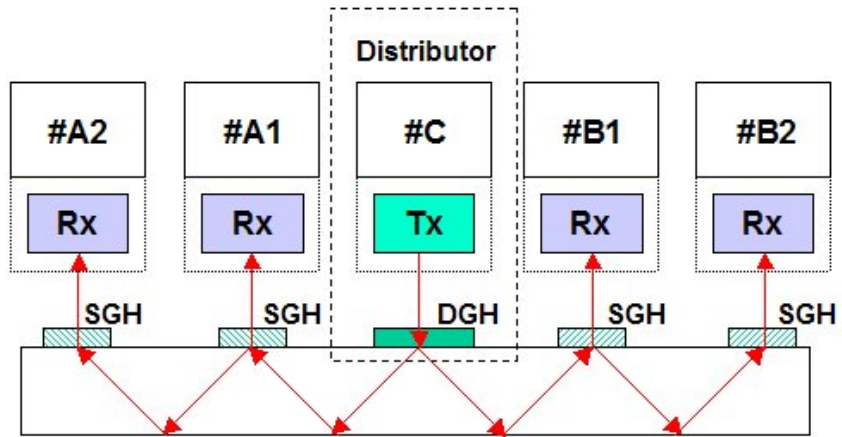 Distributor
#A2 #A1 #C #B1 #B2
Rx Rx Tx Rx Rx
SGH SGH DGH SGH SGH